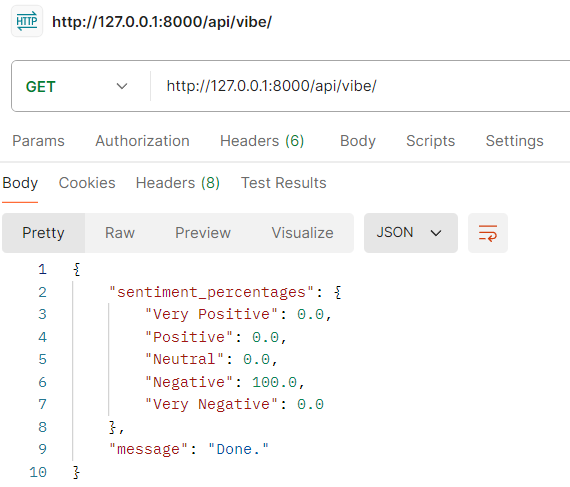 HTTP http://127.0.0.1:8000/api/vibe/
GET http://127.0.0.1:8000/api/vibe/
Params Authorization Headers (6) Body Scripts Settings
Body Cookies Headers (8) Test Results
Pretty Raw Preview Visualize JSON
1 {
2 "sentiment_percentages": {
3 "Very Positive": 0.0,
4 "Positive": 0.0,
5 "Neutral": 0.0,
6 "Negative": 100.0,
7 "Very Negative": 0.0
8 },
9 "message": "Done."
10 }